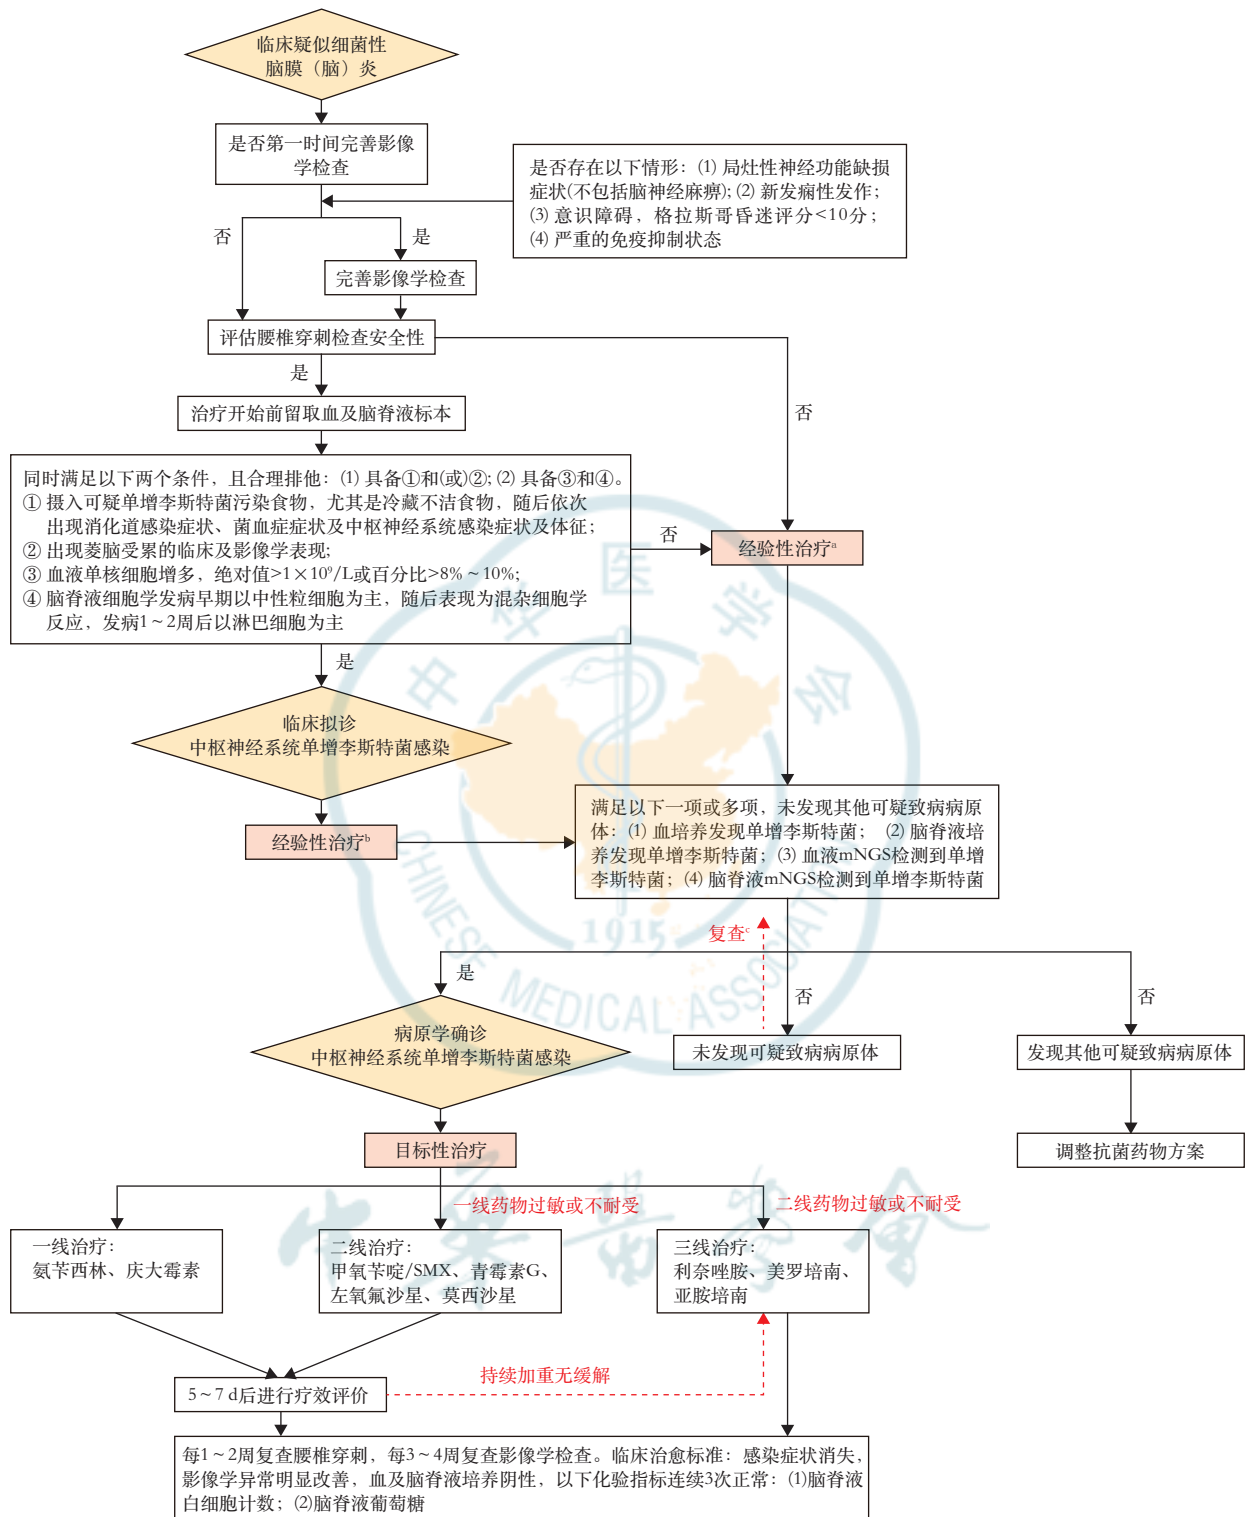 临床疑似细菌性
脑膜（脑）炎
是否第一时间完善影像
学检查
是否存在以下情形：(1) 局灶性神经功能缺损
症状(不包括脑神经麻痹)；(2) 新发痫性发作；
(3) 意识障碍，格拉斯哥昏迷评分<10分；
(4) 严重的免疫抑制状态
否
是
完善影像学检查
评估腰椎穿刺检查安全性
是
否
治疗开始前留取血及脑脊液标本
同时满足以下两个条件，且合理排他：(1) 具备①和(或)②；(2) 具备③和④。
① 摄入可疑单增李斯特菌污染食物，尤其是冷藏不洁食物，随后依次
出现消化道感染症状、菌血症症状及中枢神经系统感染症状及体征；
② 出现菱脑受累的临床及影像学表现；
③ 血液单核细胞增多，绝对值>1×10⁹/L或百分比>8%～10%；
④ 脑脊液细胞学发病早期以中性粒细胞为主，随后表现为混杂细胞学
反应，发病1～2周后以淋巴细胞为主
否
经验性治疗ᵃ
是
临床拟诊
中枢神经系统单增李斯特菌感染
经验性治疗ᵇ
满足以下一项或多项，未发现其他可疑致病病原
体：(1) 血培养发现单增李斯特菌； (2) 脑脊液培
养发现单增李斯特菌；(3) 血液mNGS检测到单增
李斯特菌；(4) 脑脊液mNGS检测到单增李斯特菌
复查ᶜ
是
否
否
病原学确诊
中枢神经系统单增李斯特菌感染
未发现可疑致病病原体
发现其他可疑致病病原体
目标性治疗
调整抗菌药物方案
一线药物过敏或不耐受
二线药物过敏或不耐受
一线治疗：
氨苄西林、庆大霉素
二线治疗：
甲氧苄啶/SMX、青霉素G、
左氧氟沙星、莫西沙星
三线治疗：
利奈唑胺、美罗培南、
亚胺培南
持续加重无缓解
5～7 d后进行疗效评价
每1～2周复查腰椎穿刺，每3～4周复查影像学检查。临床治愈标准：感染症状消失，
影像学异常明显改善，血及脑脊液培养阴性，以下化验指标连续3次正常：(1)脑脊液
白细胞计数；(2)脑脊液葡萄糖
中华医学会
CHINESE MEDICAL ASSOCIATION
1915
中华医学会